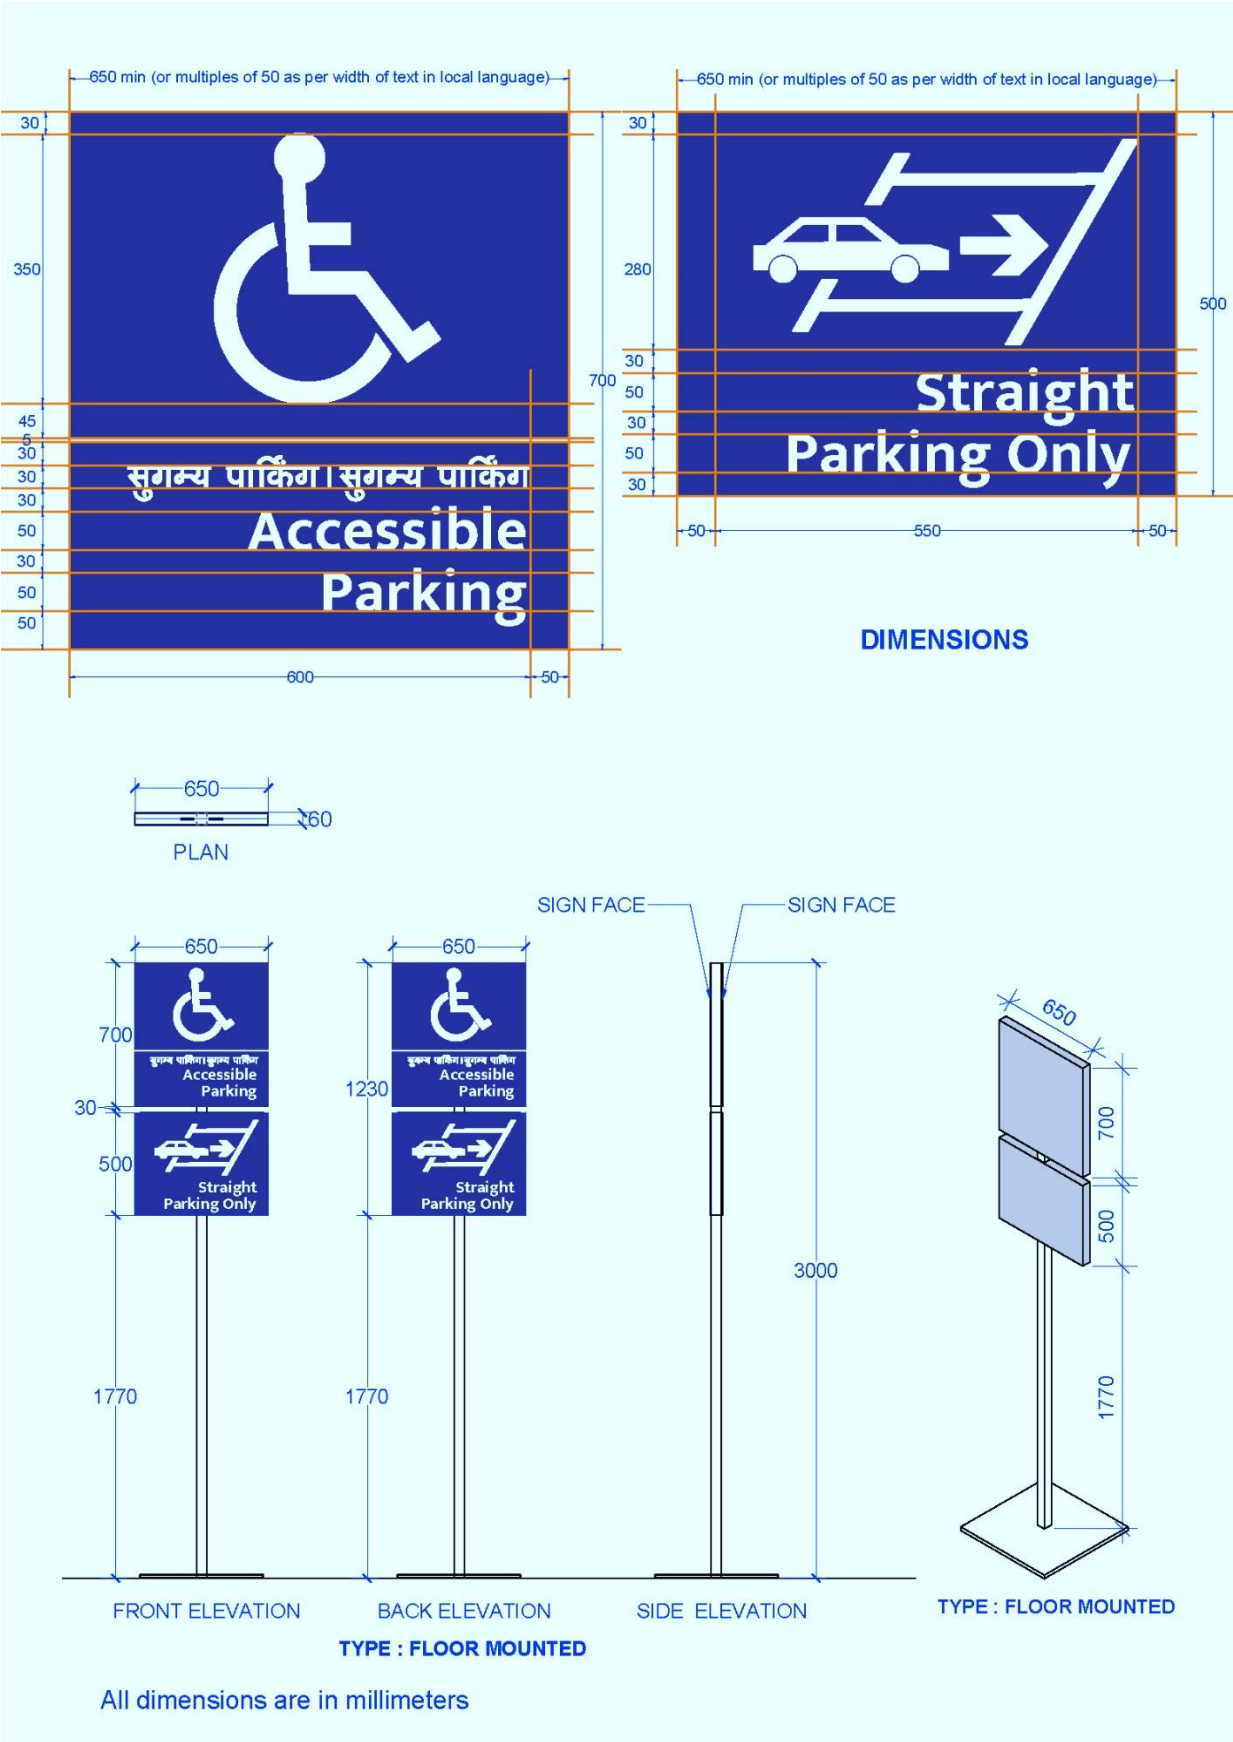 650 min (or multiples of 50 as per width of text in local language)
30
350
45
5
30
30
30
50
30
50
50
700
सुगम्य पार्किंग।सुगम्य पार्किंग
Accessible
Parking
600
50
650 min (or multiples of 50 as per width of text in local language)
30
280
30
50
30
50
30
500
Straight
Parking Only
50
550
50
DIMENSIONS
650
60
PLAN
SIGN FACE
SIGN FACE
650
700
30
500
1770
सुगम्य पार्किंग।सुगम्य पार्किंग
Accessible
Parking
Straight
Parking Only
FRONT ELEVATION
650
1230
1770
सुगम्य पार्किंग।सुगम्य पार्किंग
Accessible
Parking
Straight
Parking Only
BACK ELEVATION
3000
SIDE ELEVATION
650
700
500
1770
TYPE : FLOOR MOUNTED
TYPE : FLOOR MOUNTED
All dimensions are in millimeters